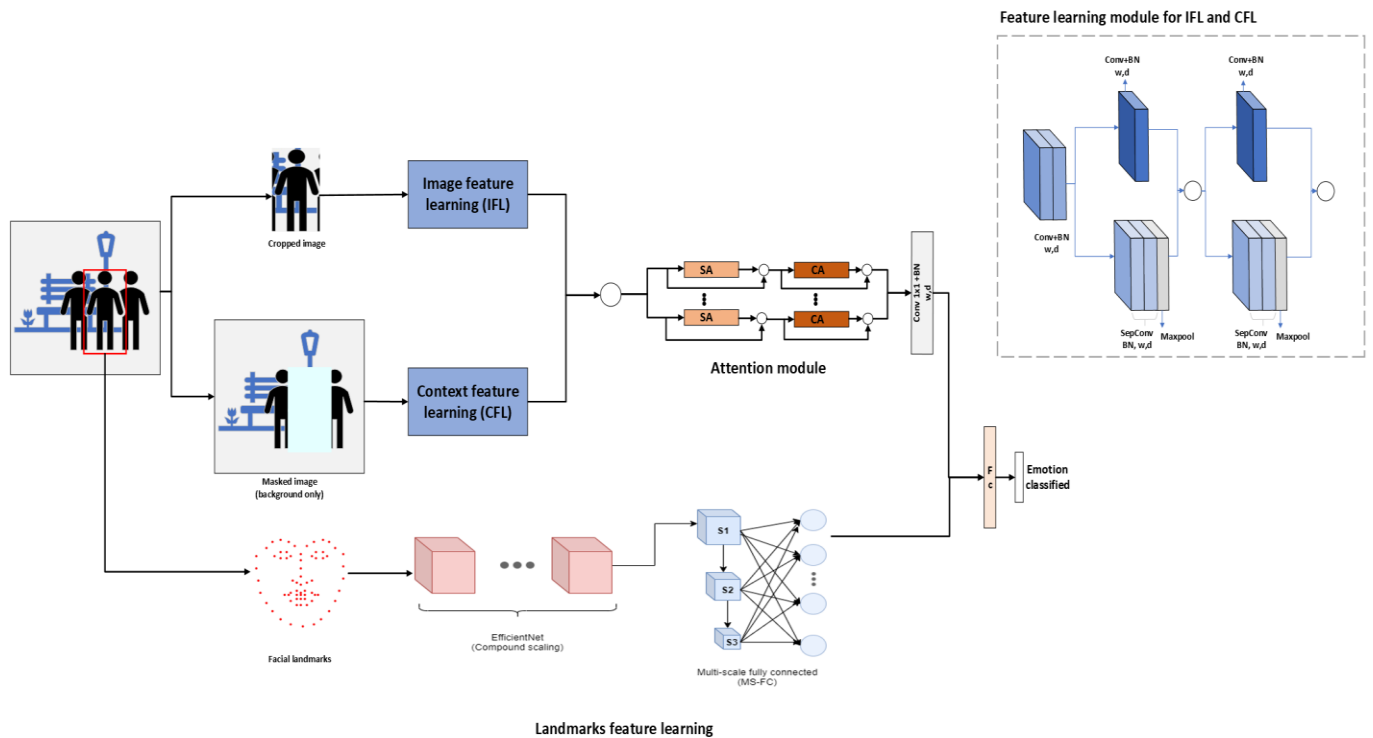 Feature learning module for IFL and CFL
Conv+BN
w,d
Conv+BN
w,d
Conv+BN
w,d
SepConv
BN, w,d
Maxpool
SepConv
BN, w,d
Maxpool
Cropped image
Image feature
learning (IFL)
Masked image
(background only)
Context feature
learning (CFL)
SA
CA
SA
CA
Attention module
Conv 1x1 +BN
w,d
F
c
Emotion
classified
Facial landmarks
EfficientNet
(Compound scaling)
S1
S2
S3
Multi-scale fully connected
(MS-FC)
Landmarks feature learning